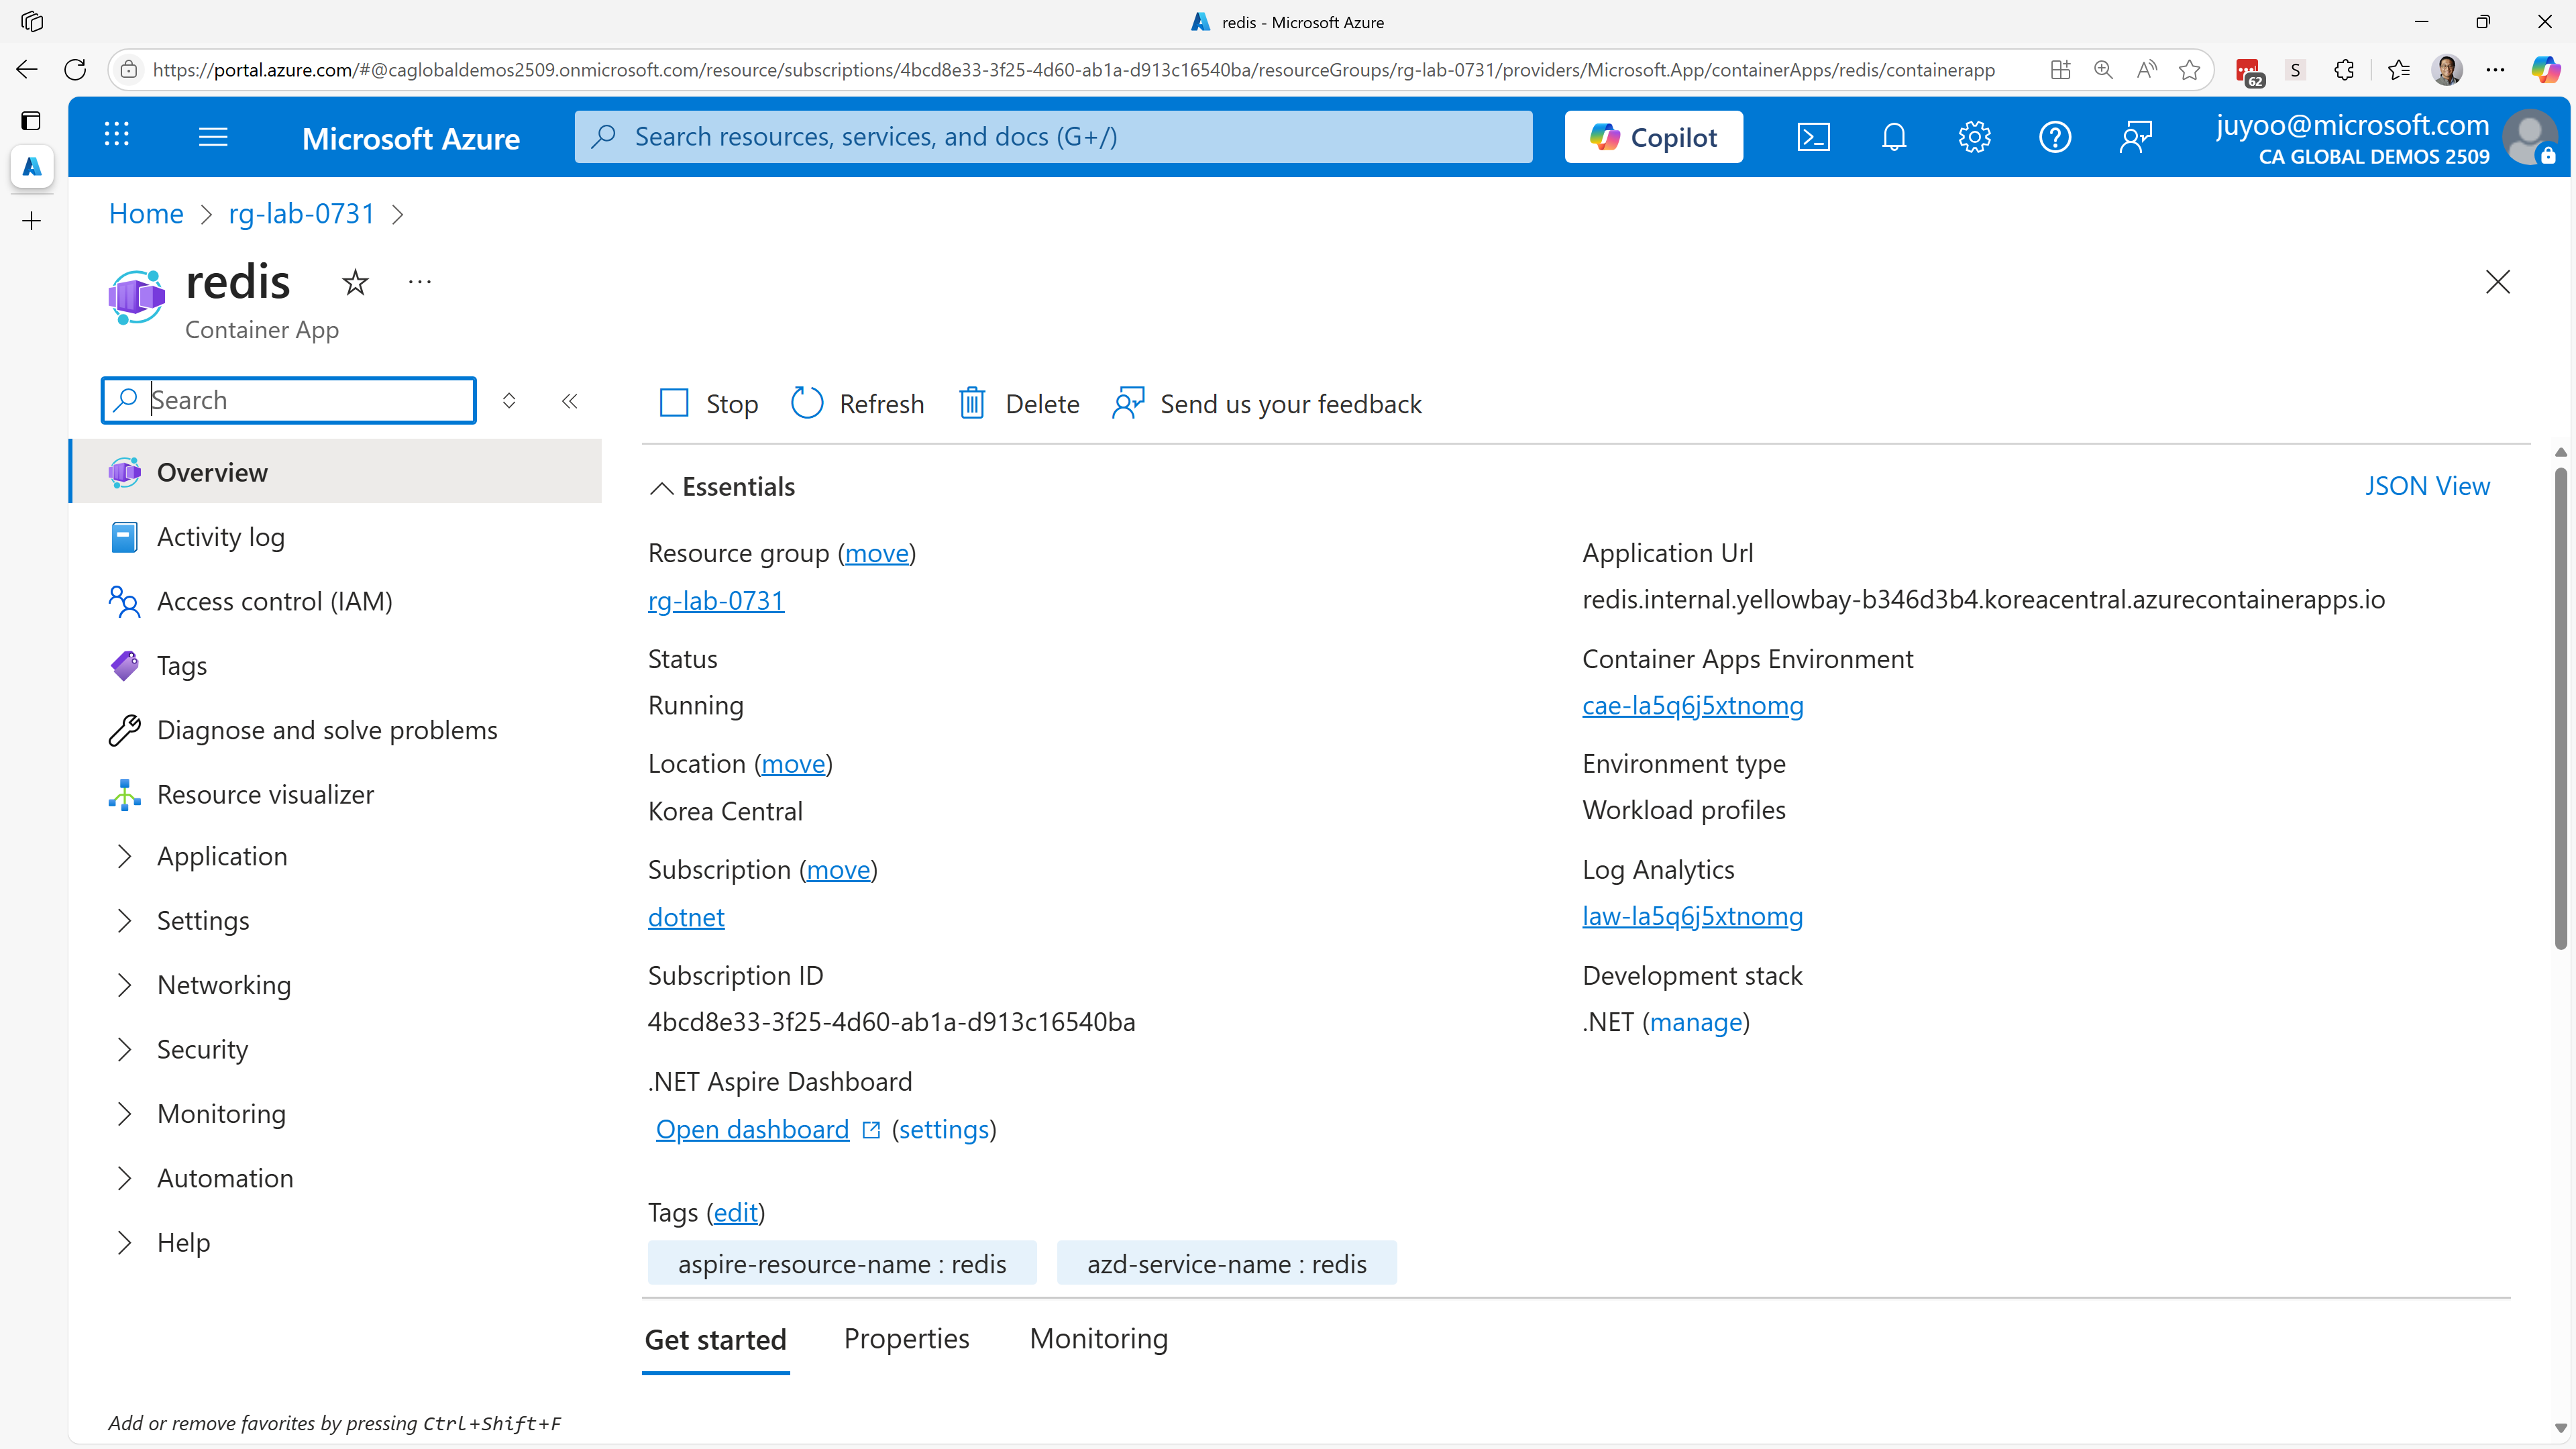 redis - Microsoft Azure
https://portal.azure.com/#@caglobaldemos2509.onmicrosoft.com/resource/subscriptions/4bcd8e33-3f25-4d60-ab1a-d913c16540ba/resourceGroups/rg-lab-0731/providers/Microsoft.App/containerApps/redis/containerapp
62
S
Microsoft Azure
Search resources, services, and docs (G+/)
Copilot
juyoo@microsoft.com
CA GLOBAL DEMOS 2509
Home > rg-lab-0731 >
redis
Container App
Search
Stop
Refresh
Delete
Send us your feedback
Overview
Activity log
Access control (IAM)
Tags
Diagnose and solve problems
Resource visualizer
Application
Settings
Networking
Security
Monitoring
Automation
Help
Add or remove favorites by pressing Ctrl+Shift+F
Essentials
JSON View
Resource group (move)
rg-lab-0731
Status
Running
Location (move)
Korea Central
Subscription (move)
dotnet
Subscription ID
4bcd8e33-3f25-4d60-ab1a-d913c16540ba
.NET Aspire Dashboard
Open dashboard (settings)
Application Url
redis.internal.yellowbay-b346d3b4.koreacentral.azurecontainerapps.io
Container Apps Environment
cae-la5q6j5xtnomg
Environment type
Workload profiles
Log Analytics
law-la5q6j5xtnomg
Development stack
.NET (manage)
Tags (edit)
aspire-resource-name : redis
azd-service-name : redis
Get started
Properties
Monitoring